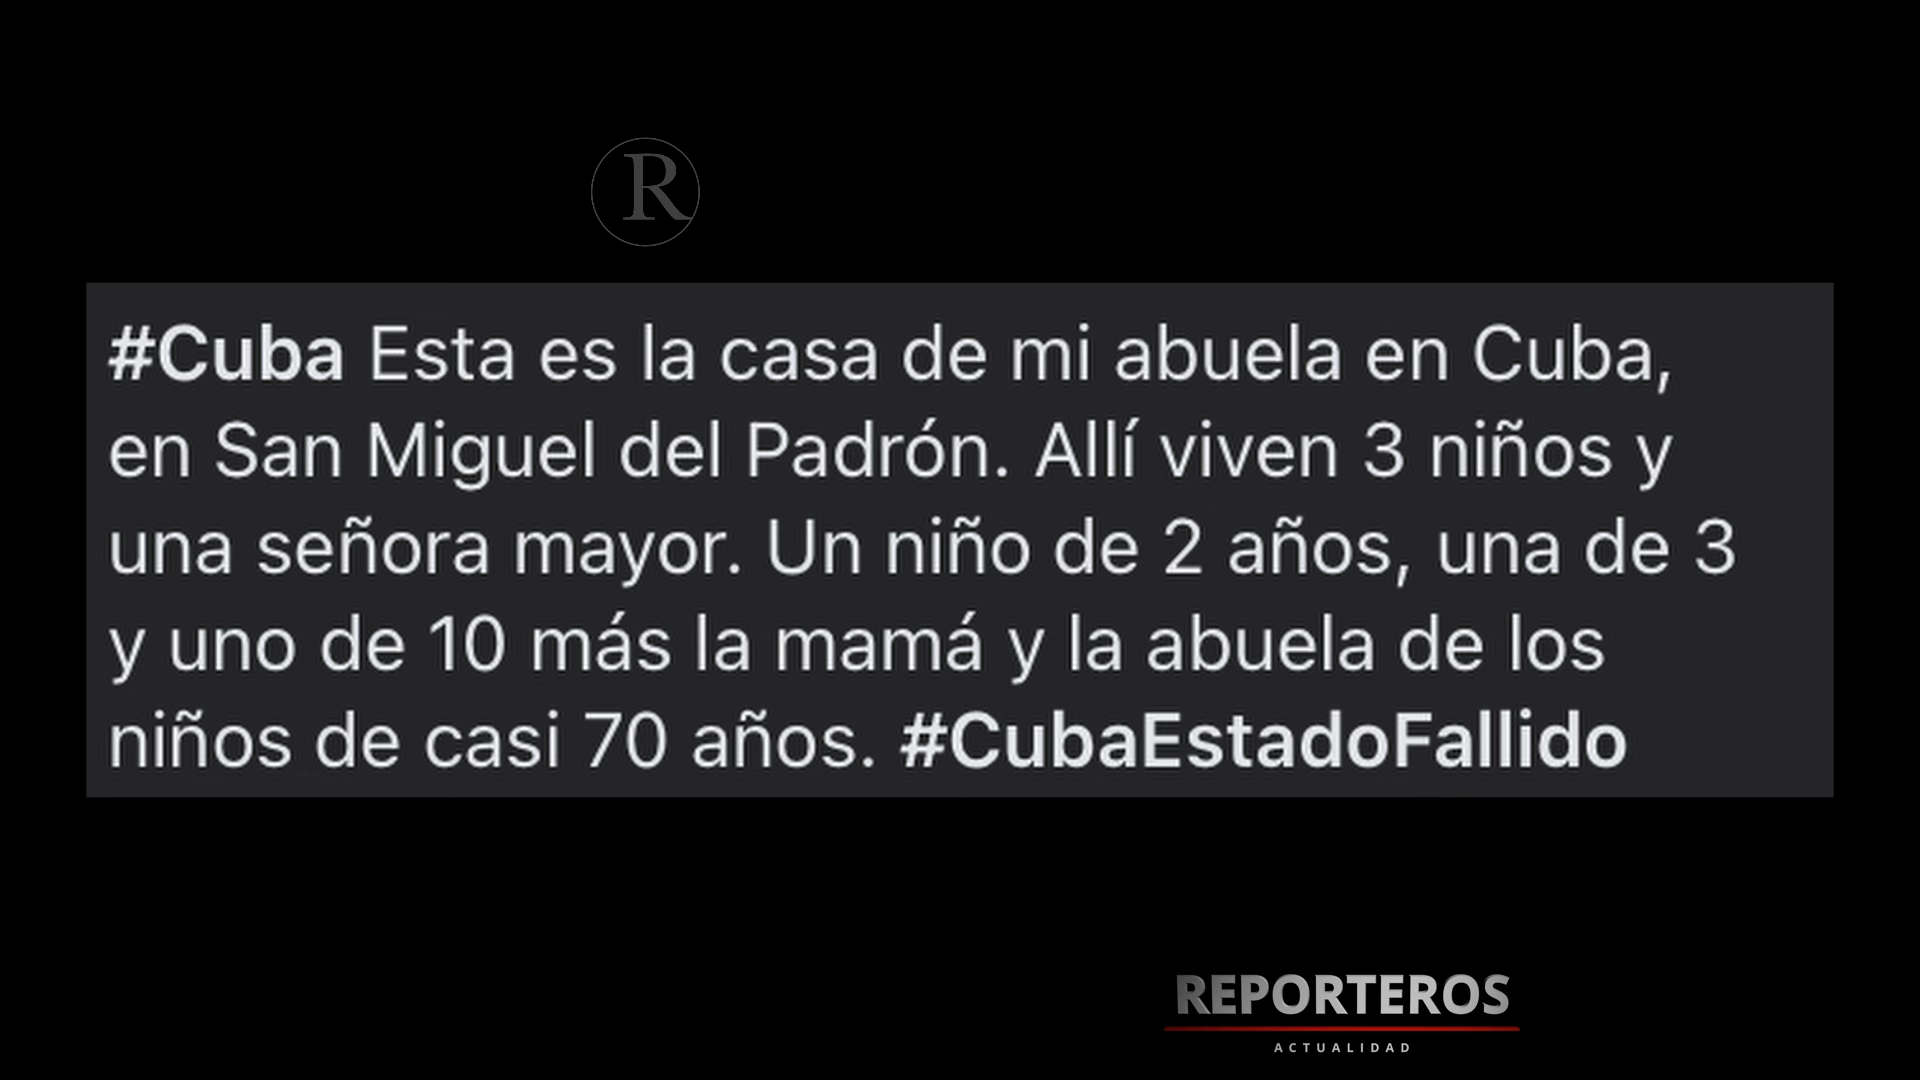 R
#Cuba Esta es la casa de mi abuela en Cuba,
en San Miguel del Padrón. Allí viven 3 niños y
una señora mayor. Un niño de 2 años, una de 3
y uno de 10 más la mamá y la abuela de los
niños de casi 70 años. #CubaEstadoFallido
REPORTEROS
ACTUALIDAD